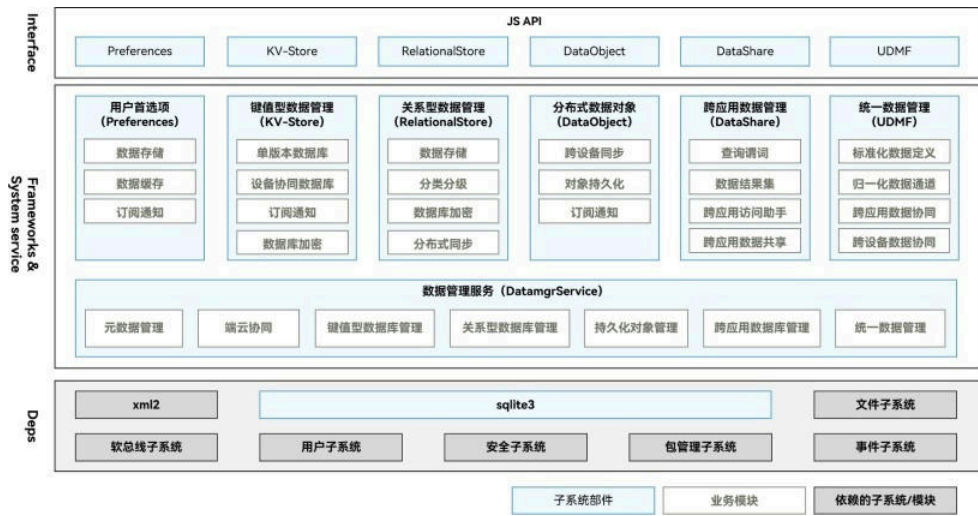 Interface
JS API
Preferences
KV-Store
RelationalStore
DataObject
DataShare
UDMF
Frameworks &
System service
用户首选项
(Preferences)
数据存储
数据缓存
订阅通知
键值型数据管理
(KV-Store)
单版本数据库
设备协同数据库
订阅通知
数据库加密
关系型数据管理
(RelationalStore)
数据存储
分类分级
数据库加密
分布式同步
分布式数据对象
(DataObject)
跨设备同步
对象持久化
订阅通知
跨应用数据管理
(DataShare)
查询谓词
数据结果集
跨应用访问助手
跨应用数据共享
统一数据管理
(UDMF)
标准化数据定义
归一化数据通道
跨应用数据协同
跨设备数据协同
数据管理服务（DatamgrService）
元数据管理
端云协同
键值型数据库管理
关系型数据库管理
持久化对象管理
跨应用数据库管理
统一数据管理
Deps
xml2
sqlite3
文件子系统
软总线子系统
用户子系统
安全子系统
包管理子系统
事件子系统
子系统部件
业务模块
依赖的子系统/模块